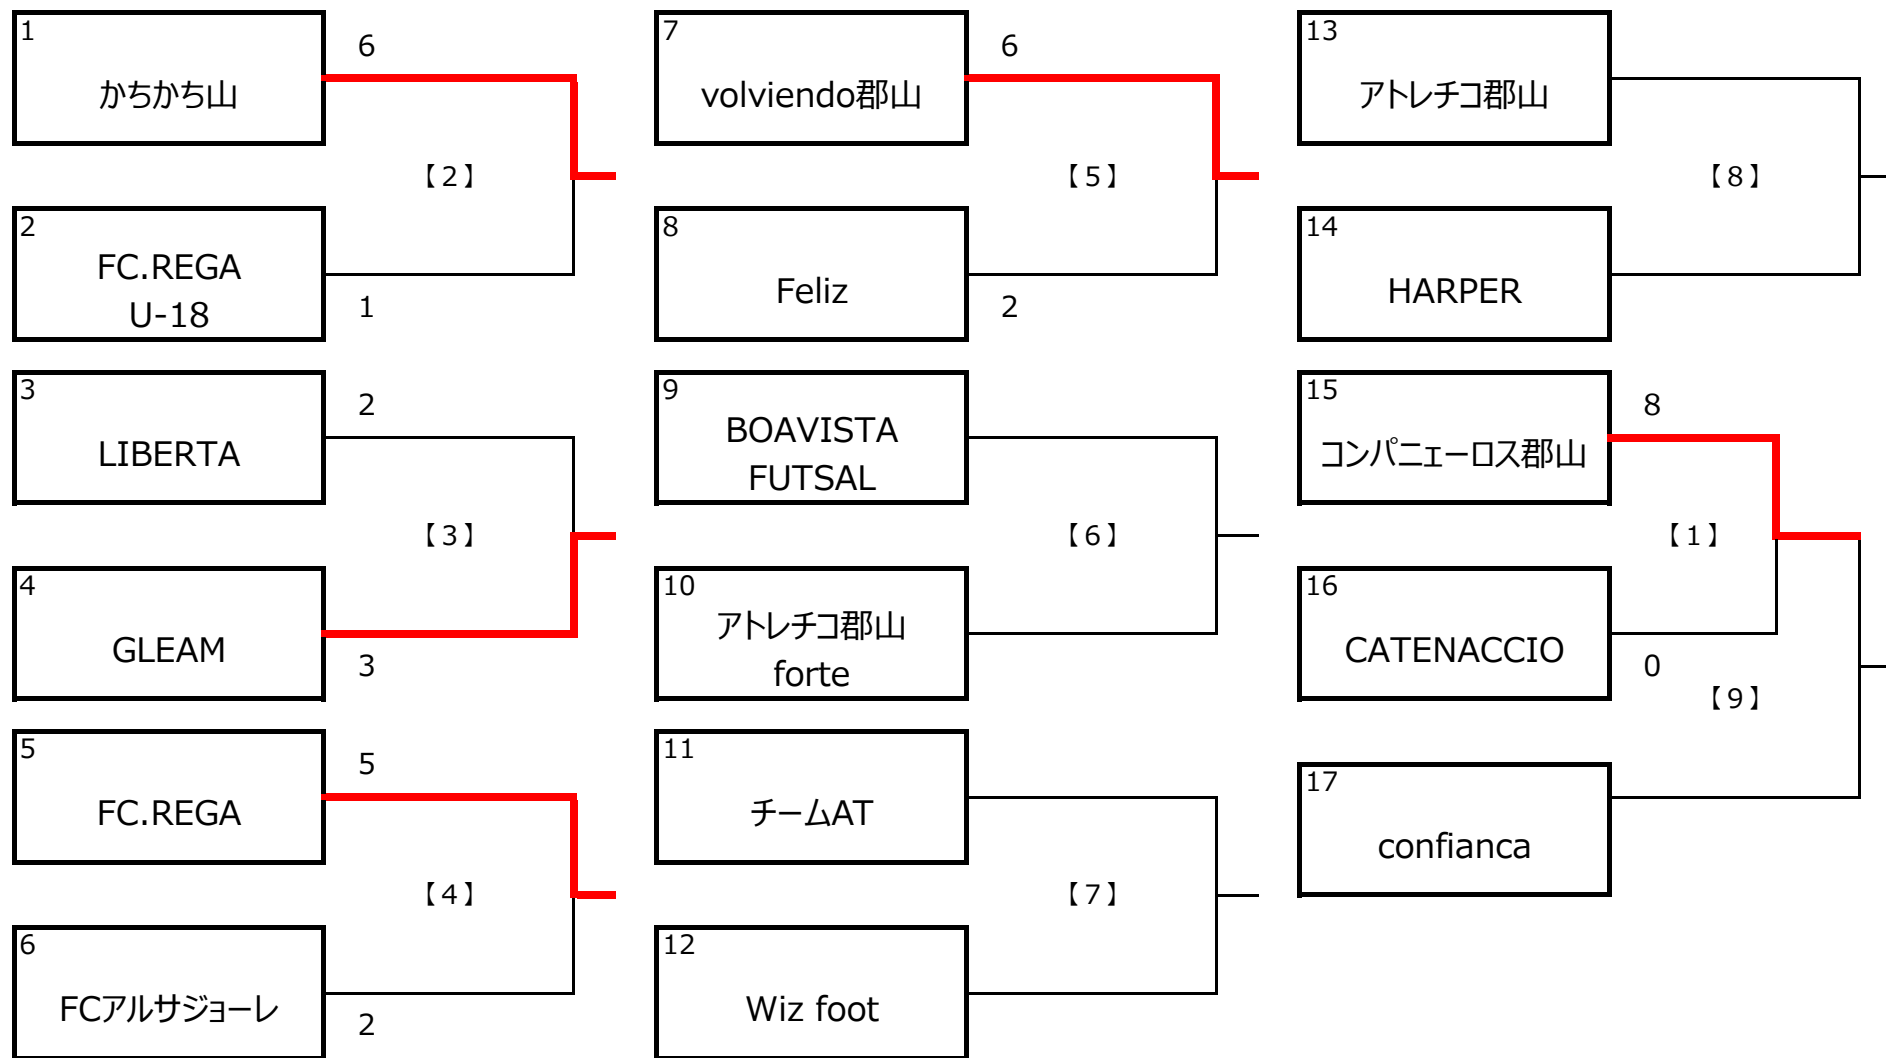 1
かちかち山
6
【2】
2
FC.REGA
U-18
1
3
LIBERTA
2
【3】
4
GLEAM
3
5
FC.REGA
5
【4】
6
FCアルサジョーレ
2
7
volviendo郡山
6
【5】
8
Feliz
2
9
BOAVISTA
FUTSAL
【6】
10
アトレチコ郡山
forte
11
チームAT
【7】
12
Wiz foot
13
アトレチコ郡山
【8】
14
HARPER
15
コンパニェーロス郡山
8
【1】
16
CATENACCIO
0
【9】
17
confianca